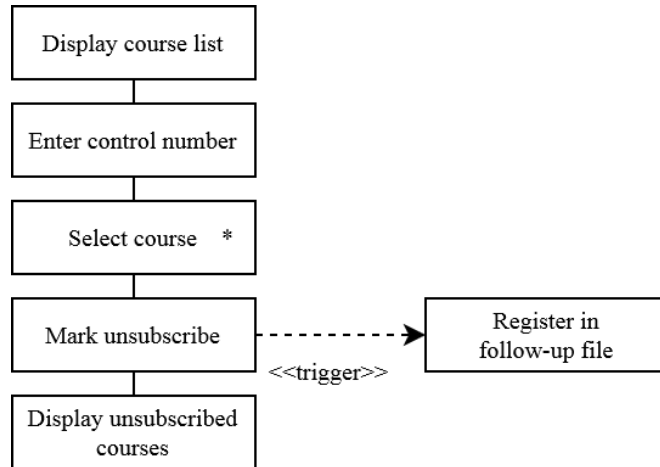 Display course list
Enter control number
Select course *
Mark unsubscribe
<<trigger>>
Register in
follow-up file
Display unsubscribed
courses